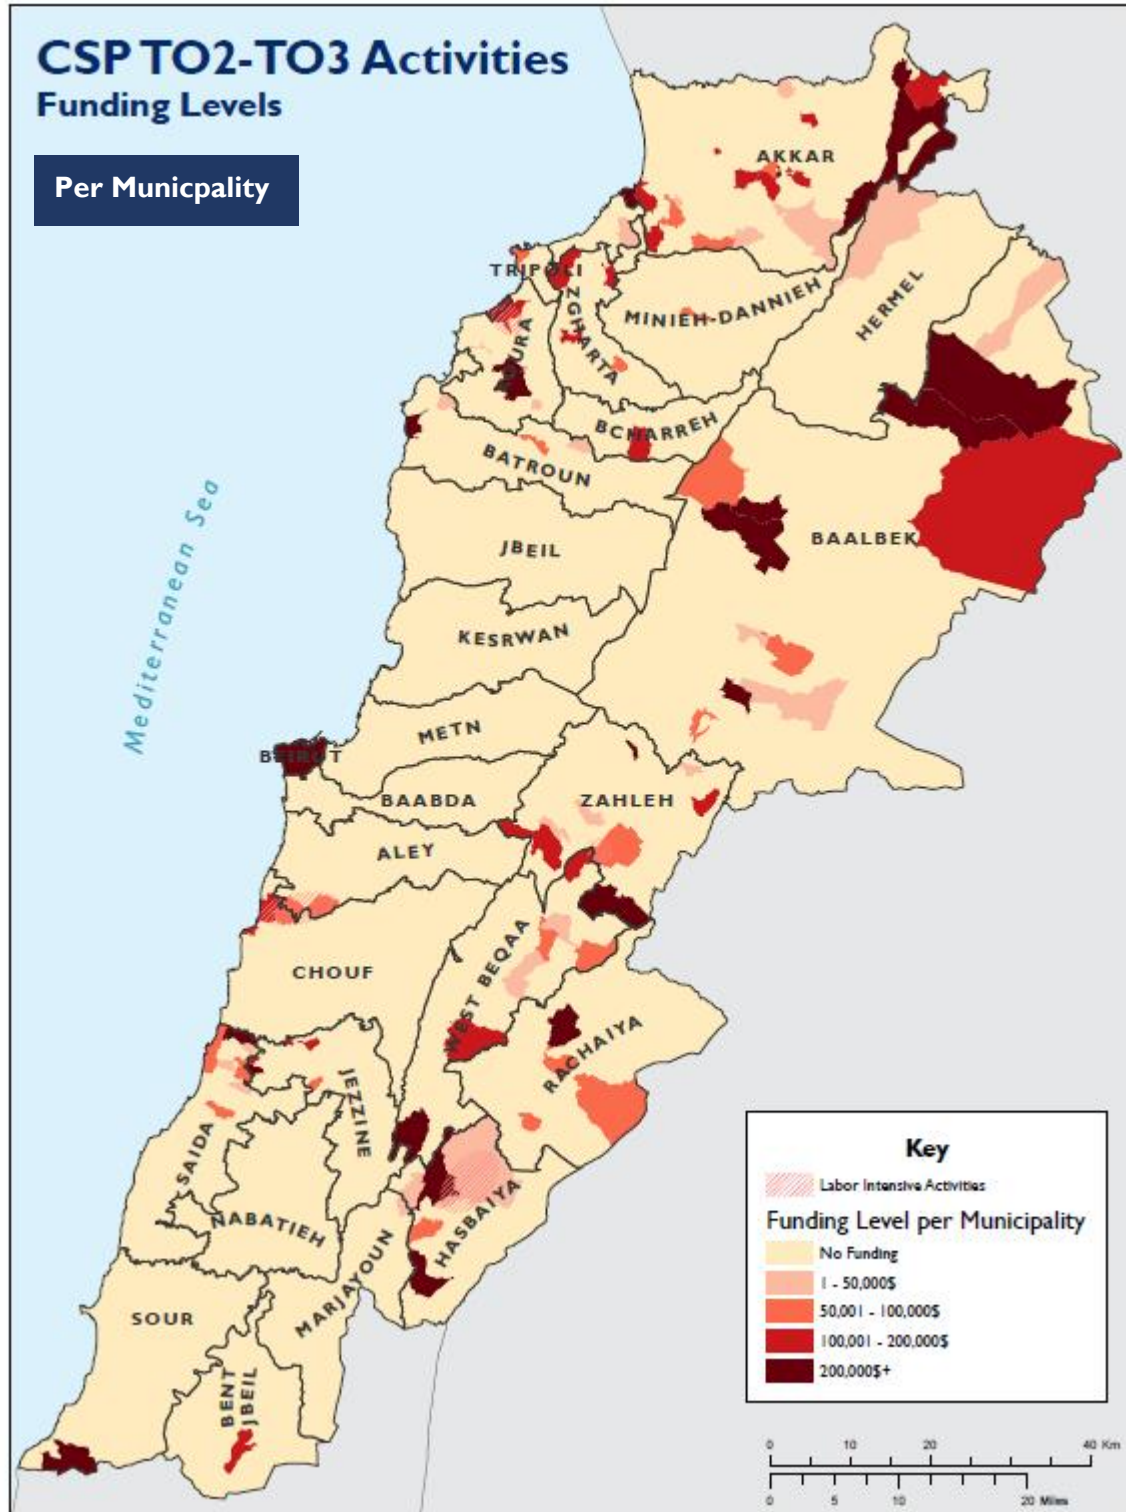 CSP TO2-TO3 Activities
Funding Levels
Per Municpality
AKKAR
TRIPOLI
MINIEH-DANNIEH
HERMEL
ZGHARTA
KOURA
BCHARREH
BATROUN
BAALBEK
JBEIL
Mediterranean Sea
KESRWAN
METN
BEIRUT
BAABDA
ZAHLEH
ALEY
CHOUF
WEST BEQAA
RACHAIYA
JEZZINE
SAIDA
NABATIEH
HASBAIYA
MARJAYOUN
SOUR
BENT
JBEIL
Key
Labor Intensive Activities
Funding Level per Municipality
No Funding
1 - 50,000$
50,001 - 100,000$
100,001 - 200,000$
200,000$+
0 10 20 40 Km
0 5 10 20 Miles